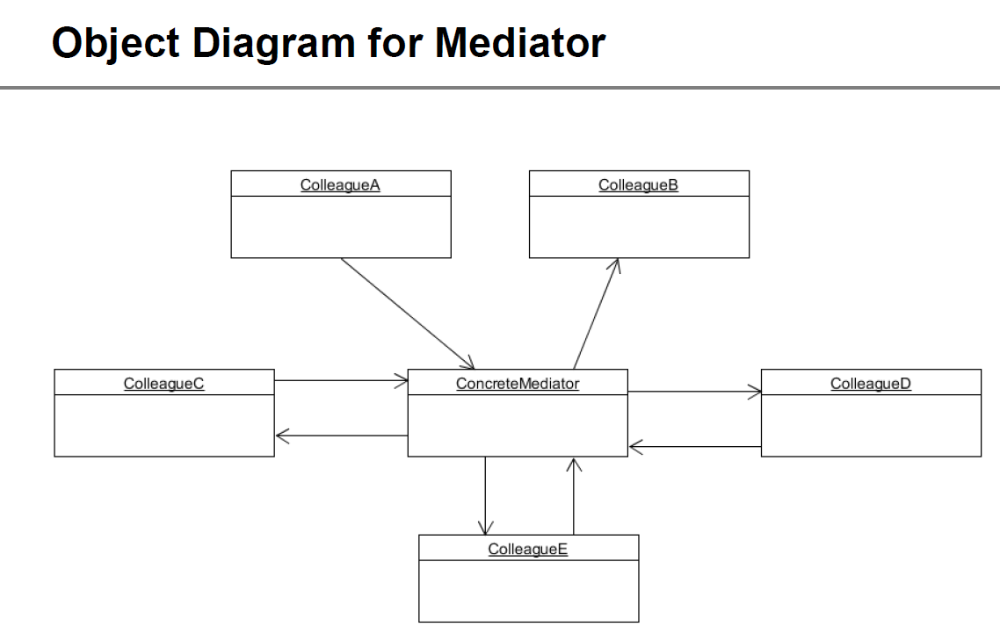 Object Diagram for Mediator
ColleagueA
ColleagueB
ColleagueC
ConcreteMediator
ColleagueD
ColleagueE